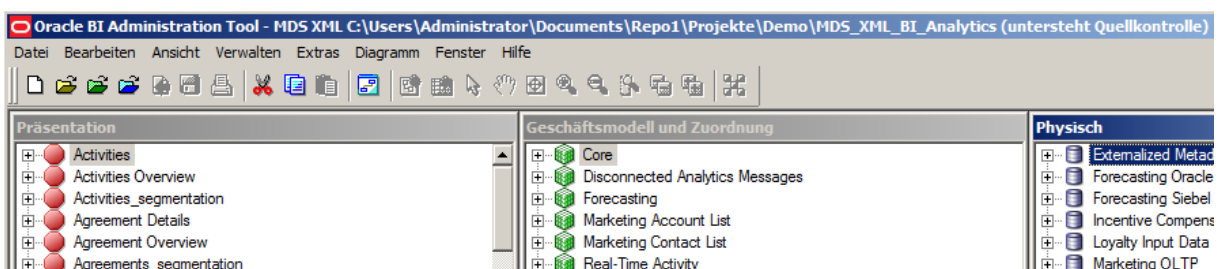 Oracle BI Administration Tool - MDS XML C:\Users\Administrator\Documents\Repo1\Projekte\Demo\MDS_XML_BI_Analytics (untersteht Quellkontrolle)
Datei Bearbeiten Ansicht Verwalten Extras Diagramm Fenster Hilfe
Präsentation
Activities
Activities Overview
Activities_segmentation
Agreement Details
Agreement Overview
Agreements_segmentation
Geschäftsmodell und Zuordnung
Core
Disconnected Analytics Messages
Forecasting
Marketing Account List
Marketing Contact List
Real-Time Activity
Physisch
Externalized Metad
Forecasting Oracle
Forecasting Siebel
Incentive Compens
Loyalty Input Data
Marketing OLTP